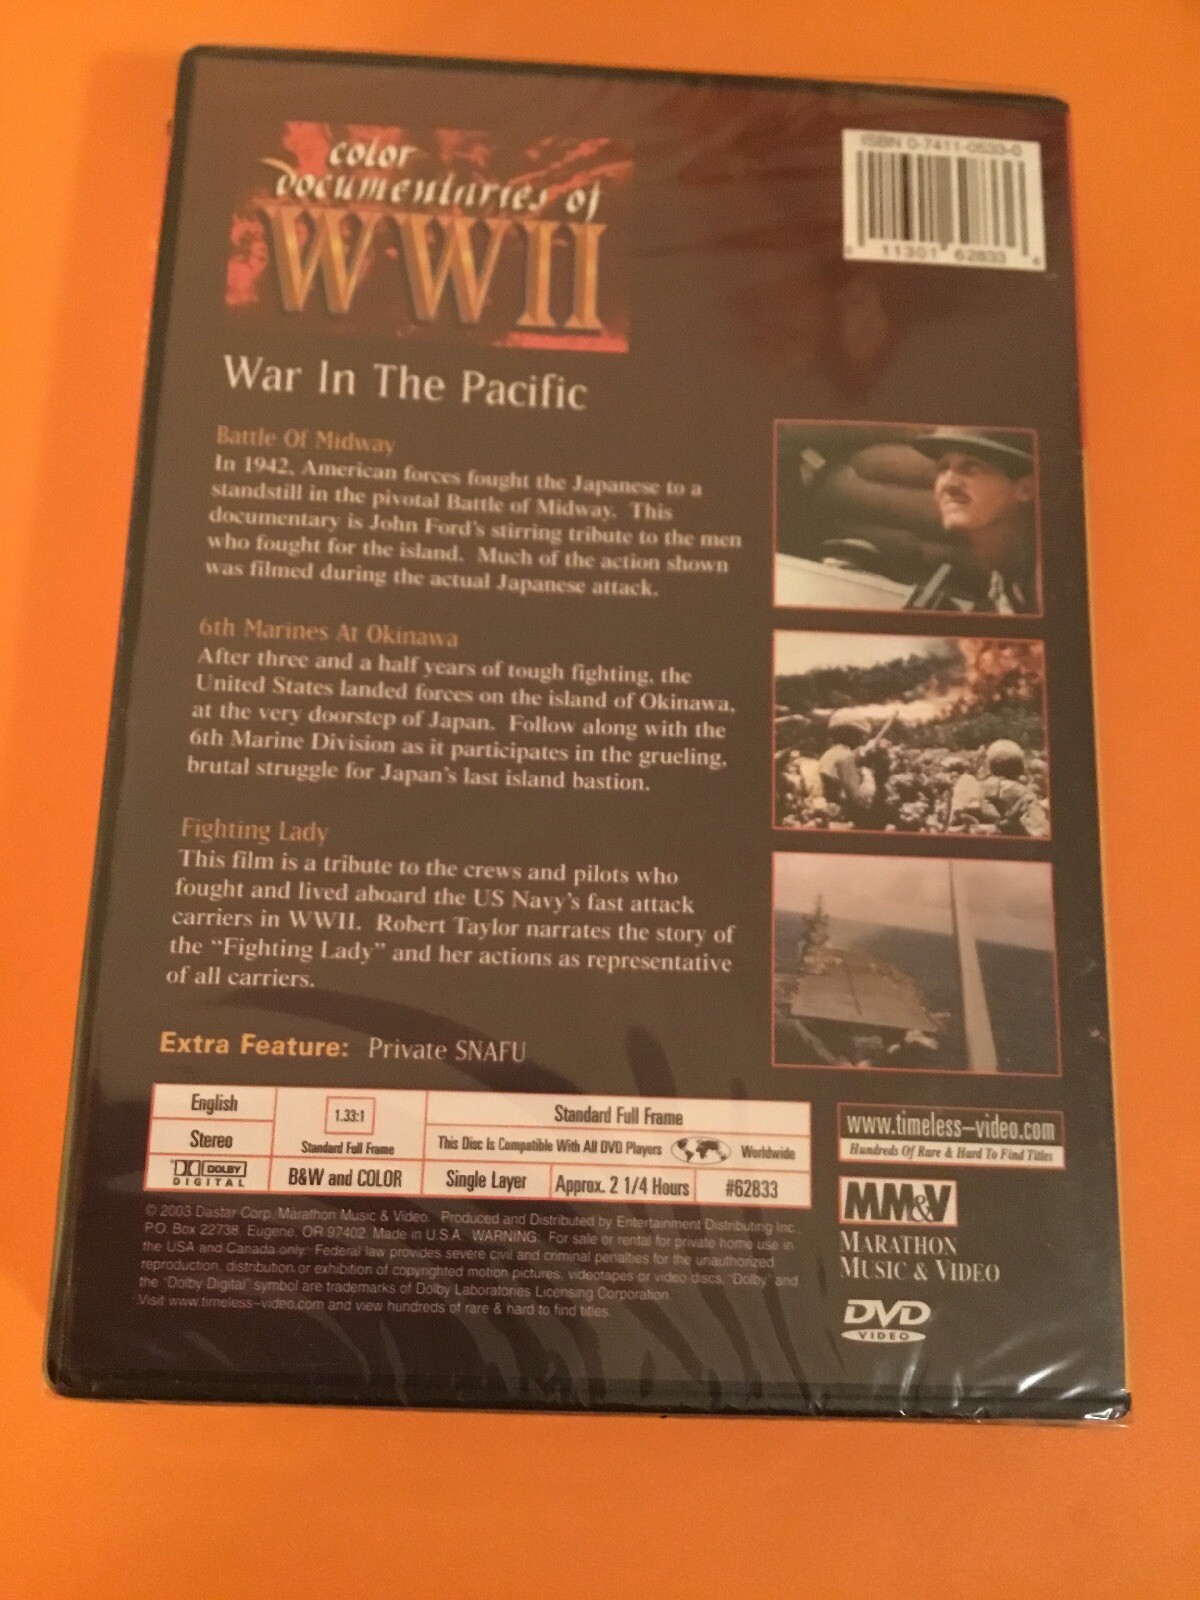 color
documentaries of
WWII
ISBN 0-7411-0533-0
11301 62833
War In The Pacific
Battle Of Midway
In 1942, American forces fought the Japanese to a
standstill in the pivotal Battle of Midway. This
documentary is John Ford's stirring tribute to the men
who fought for the island. Much of the action shown
was filmed during the actual Japanese attack.
6th Marines At Okinawa
After three and a half years of tough fighting, the
United States landed forces on the island of Okinawa,
at the very doorstep of Japan. Follow along with the
6th Marine Division as it participates in the grueling,
brutal struggle for Japan's last island bastion.
Fighting Lady
This film is a tribute to the crews and pilots who
fought and lived aboard the US Navy's fast attack
carriers in WWII. Robert Taylor narrates the story of
the "Fighting Lady" and her actions as representative
of all carriers.
Extra Feature: Private SNAFU
English
Stereo
DOLBY
DIGITAL
1.33:1
Standard Full Frame
B&W and COLOR
Standard Full Frame
This Disc Is Compatible With All DVD Players Worldwide
Single Layer
Approx. 2 1/4 Hours
#62833
www.timeless-video.com
Hundreds Of Rare & Hard To Find Titles
MM&V
MARATHON
MUSIC & VIDEO
DVD
VIDEO
© 2003 Dastar Corp./Marathon Music & Video. Produced and Distributed by Entertainment Distributing Inc.,
P.O. Box 22738, Eugene, OR 97402. Made in U.S.A. WARNING: For sale or rental for private home use in
the USA and Canada only. Federal law provides severe civil and criminal penalties for the unauthorized
reproduction, distribution or exhibition of copyrighted motion pictures, videotapes or video discs. "Dolby" and
the "Dolby Digital" symbol are trademarks of Dolby Laboratories Licensing Corporation.
Visit www.timeless-video.com and view hundreds of rare & hard to find titles.